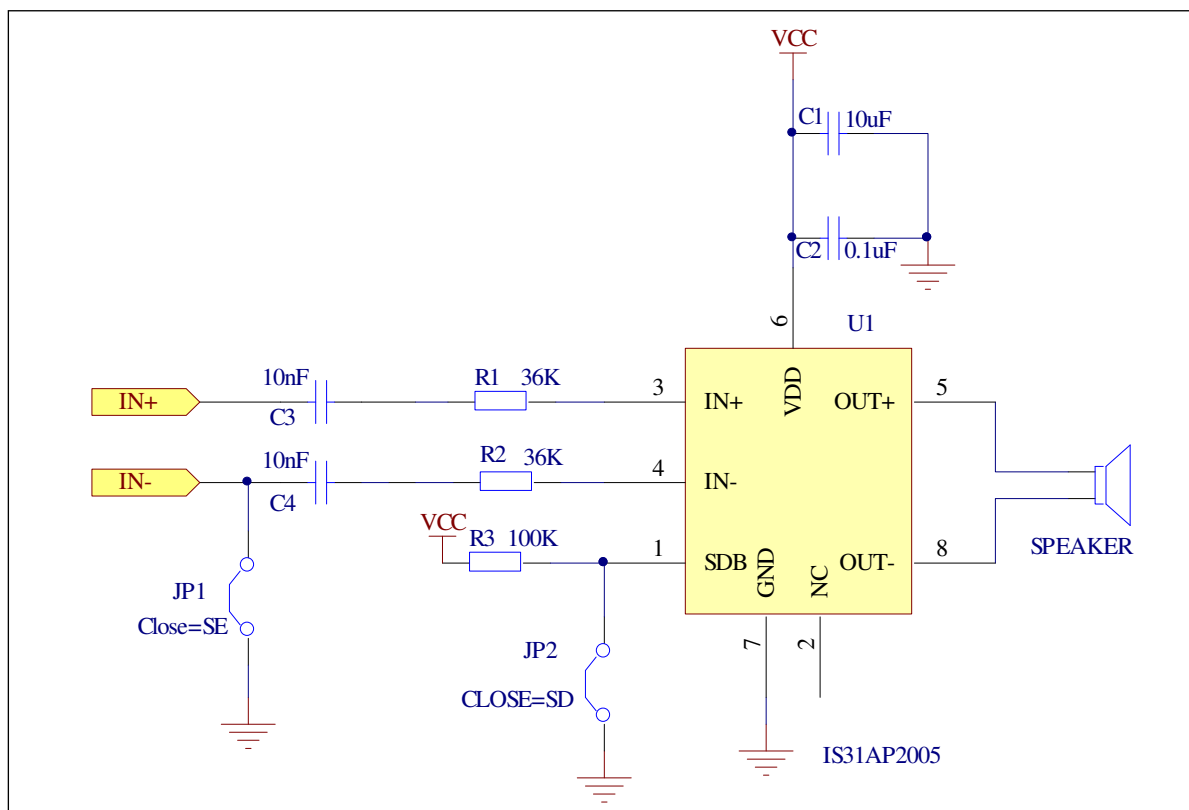 VCC
C1 10uF
C2 0.1uF
6
U1
10nF
C3
R1 36K
3
IN+
IN+
VDD
OUT+
5
10nF
C4
R2 36K
4
IN-
IN-
VCC
R3 100K
1
SDB
GND
NC
OUT-
8
SPEAKER
JP1
Close=SE
JP2
CLOSE=SD
7
2
IS31AP2005